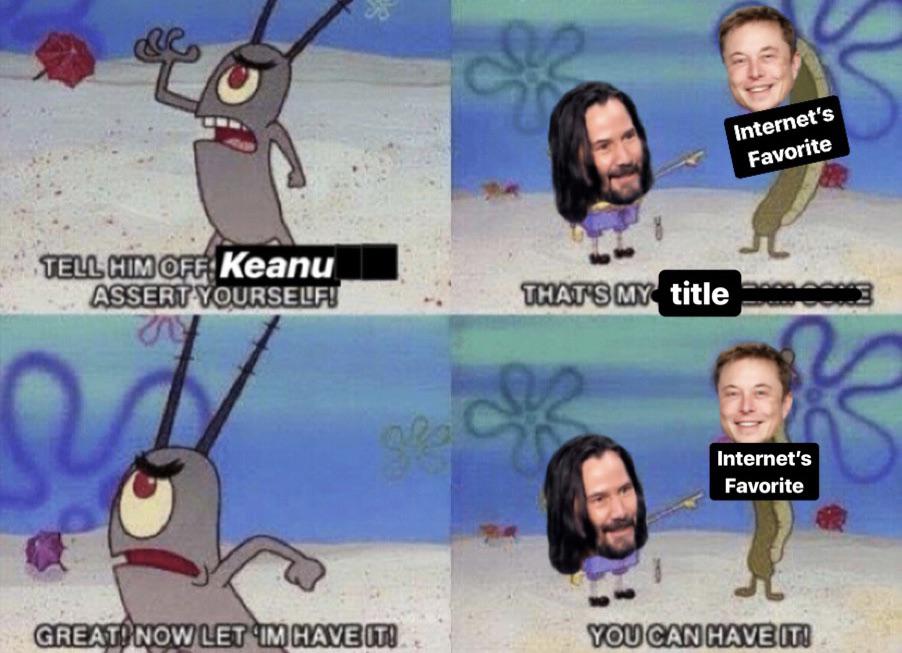 TELL HIM OFF, Keanu
ASSERT YOURSELF!
Internet's
Favorite
THAT'S MY title
GREAT! NOW LET 'IM HAVE IT!
Internet's
Favorite
YOU CAN HAVE IT!